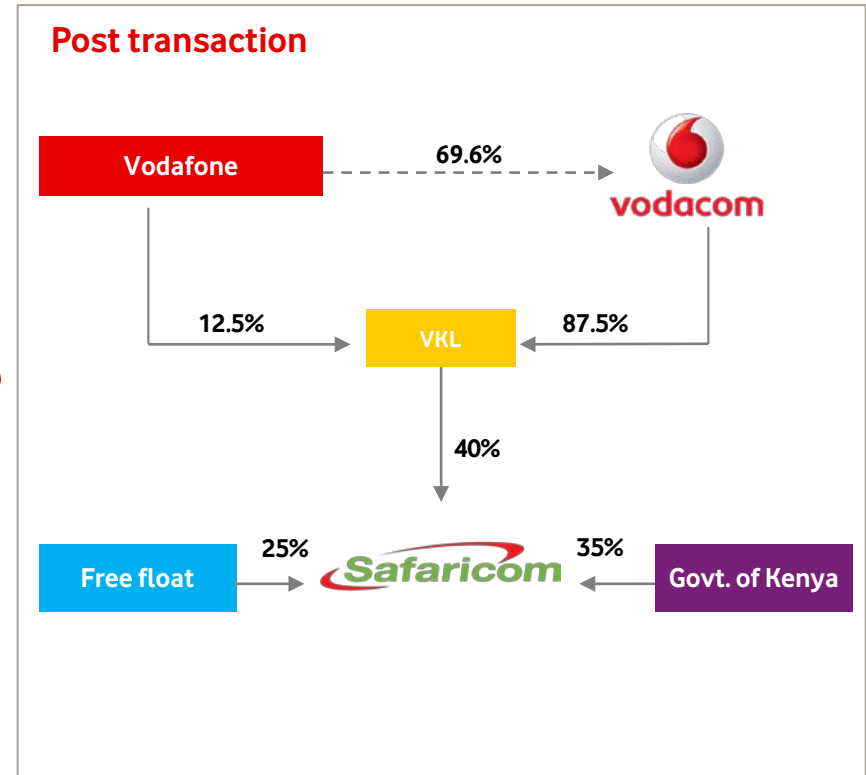 Post transaction
Vodafone
69.6%
vodacom
12.5%
VKL
87.5%
40%
Free float
25%
Safaricom
35%
Govt. of Kenya